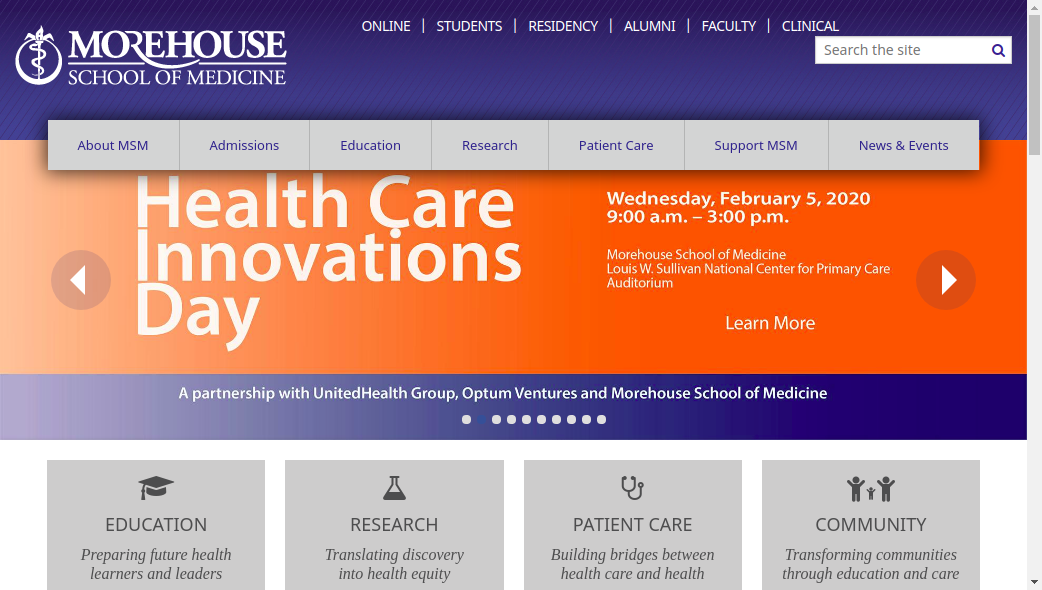 MOREHOUSE
SCHOOL OF MEDICINE
ONLINE | STUDENTS | RESIDENCY | ALUMNI | FACULTY | CLINICAL
Search the site
About MSM
Admissions
Education
Research
Patient Care
Support MSM
News & Events
Health Care
Innovations
Day
Wednesday, February 5, 2020
9:00 a.m. – 3:00 p.m.
Morehouse School of Medicine
Louis W. Sullivan National Center for Primary Care
Auditorium
Learn More
A partnership with UnitedHealth Group, Optum Ventures and Morehouse School of Medicine
EDUCATION
Preparing future health
learners and leaders
RESEARCH
Translating discovery
into health equity
PATIENT CARE
Building bridges between
health care and health
COMMUNITY
Transforming communities
through education and care